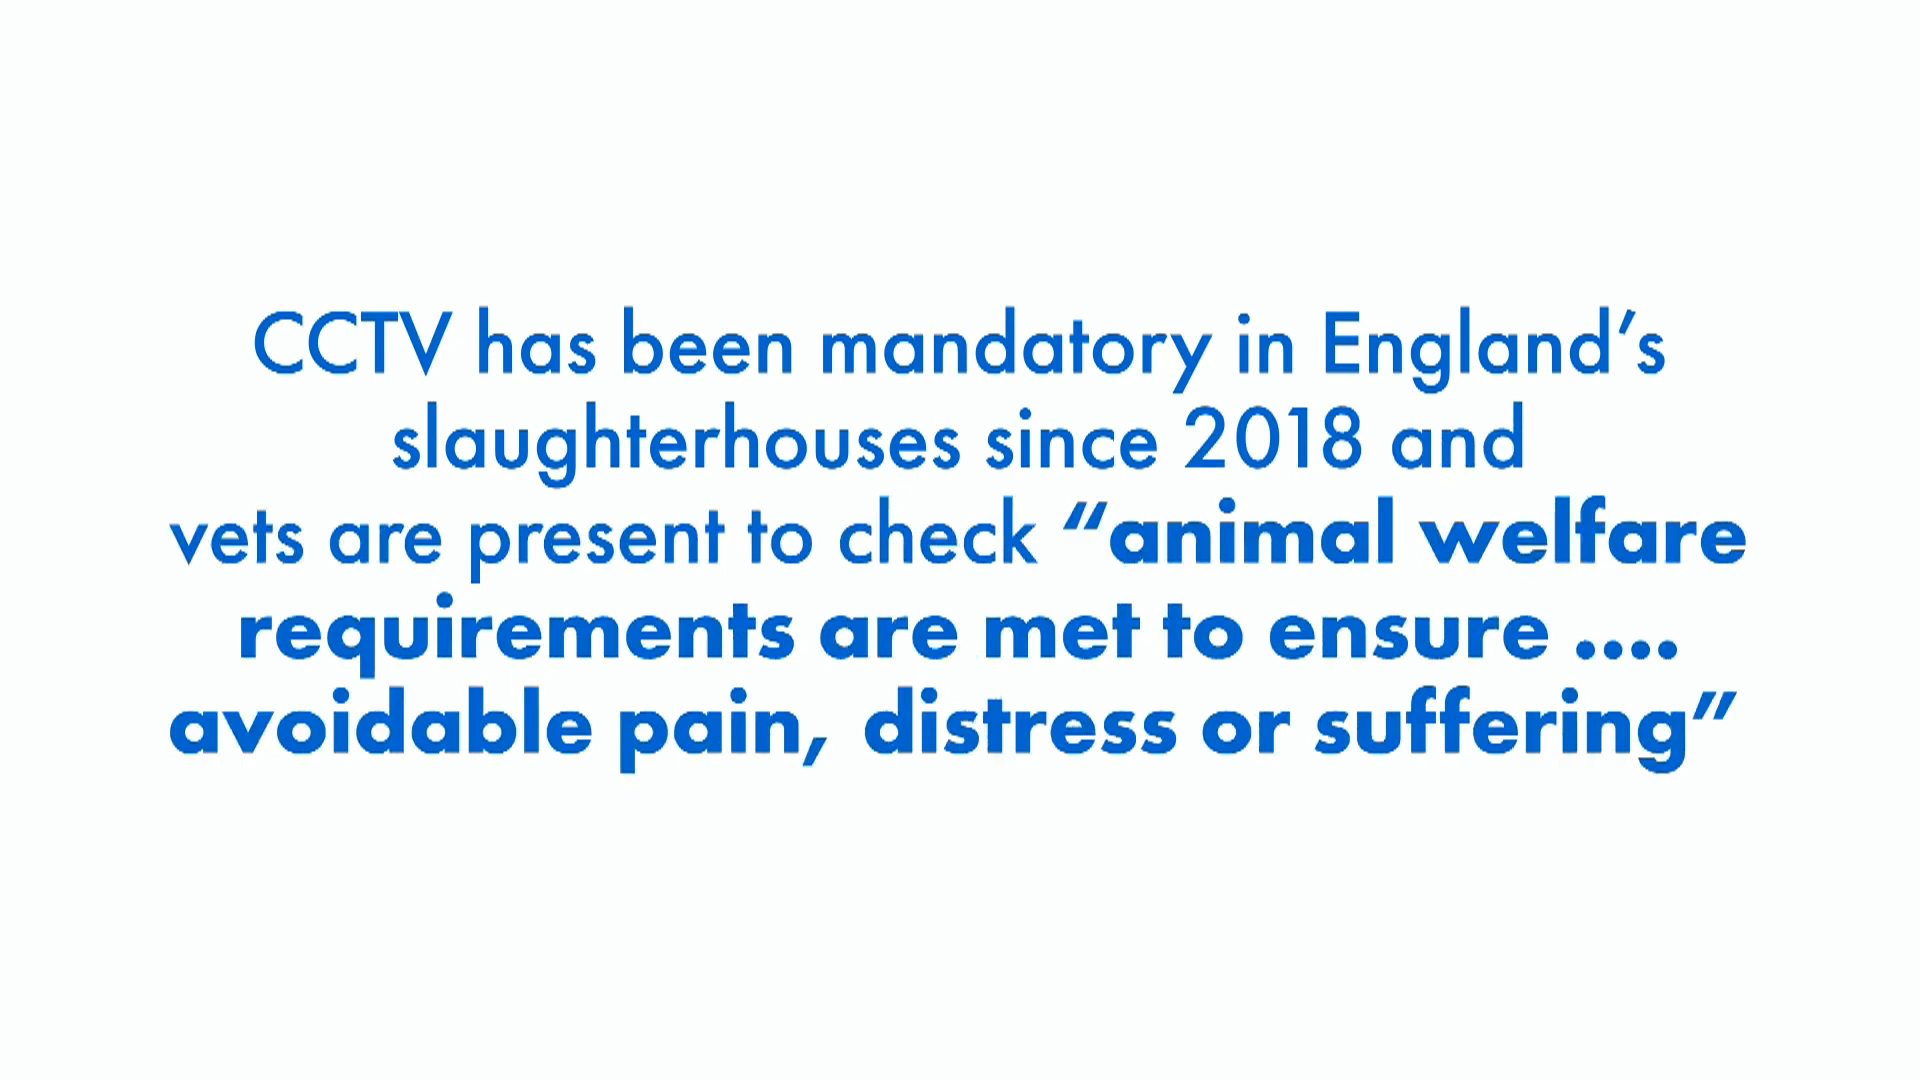 CCTV has been mandatory in England’s
slaughterhouses since 2018 and
vets are present to check “animal welfare
requirements are met to ensure ....
avoidable pain, distress or suffering”